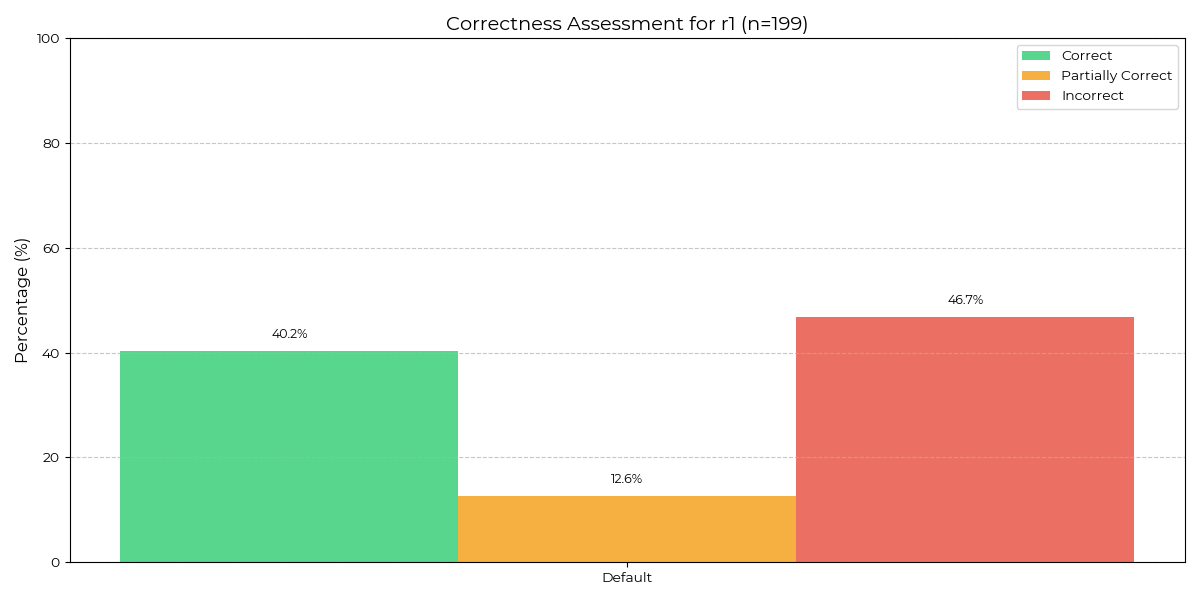 Correctness Assessment for r1 (n=199)
Correct
Partially Correct
Incorrect
Percentage (%)
100
80
60
40
20
0
40.2%
12.6%
46.7%
Default